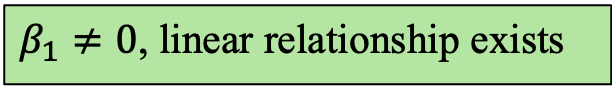 β₁ ≠ 0, linear relationship exists